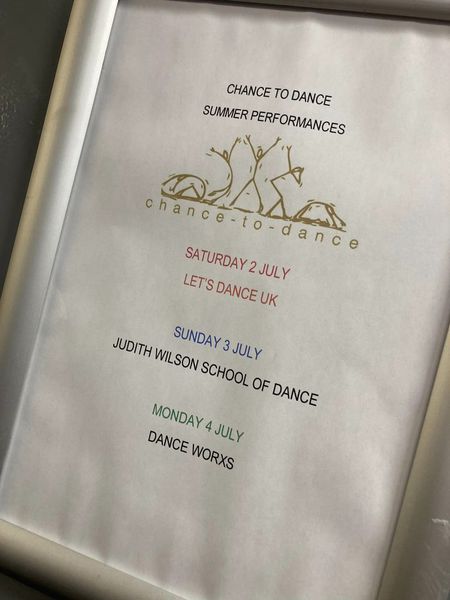 CHANCE TO DANCE
SUMMER PERFORMANCES
chance-to-dance
SATURDAY 2 JULY
LET'S DANCE UK
SUNDAY 3 JULY
JUDITH WILSON SCHOOL OF DANCE
MONDAY 4 JULY
DANCE WORXS